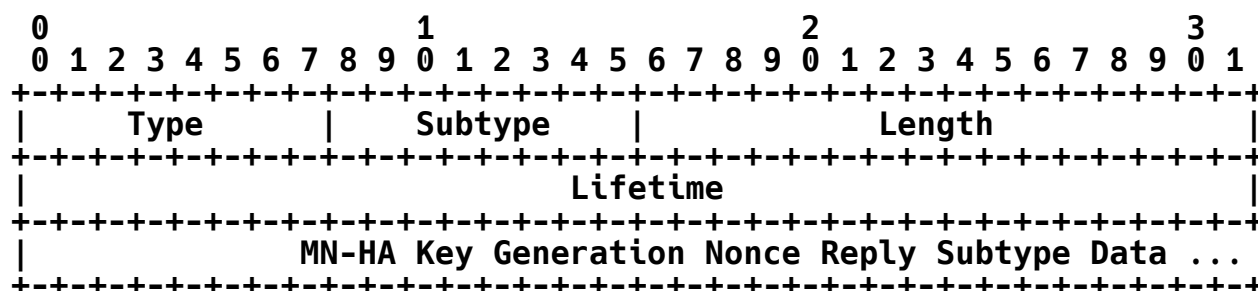 0                   1                   2                   3
 0 1 2 3 4 5 6 7 8 9 0 1 2 3 4 5 6 7 8 9 0 1 2 3 4 5 6 7 8 9 0 1
+-+-+-+-+-+-+-+-+-+-+-+-+-+-+-+-+-+-+-+-+-+-+-+-+-+-+-+-+-+-+-+-+
|     Type      |    Subtype    |            Length             |
+-+-+-+-+-+-+-+-+-+-+-+-+-+-+-+-+-+-+-+-+-+-+-+-+-+-+-+-+-+-+-+-+
|                            Lifetime                           |
+-+-+-+-+-+-+-+-+-+-+-+-+-+-+-+-+-+-+-+-+-+-+-+-+-+-+-+-+-+-+-+-+
|              MN-HA Key Generation Nonce Reply Subtype Data ...
+-+-+-+-+-+-+-+-+-+-+-+-+-+-+-+-+-+-+-+-+-+-+-+-+-+-+-+-+-+-+-+-+